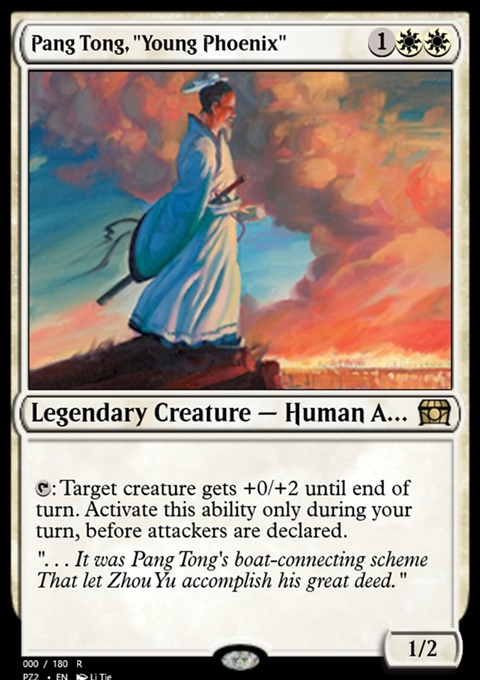 Pang Tong, "Young Phoenix" 1
Legendary Creature — Human A...
: Target creature gets +0/+2 until end of
turn. Activate this ability only during your
turn, before attackers are declared.
". . . It was Pang Tong's boat-connecting scheme
That let Zhou Yu accomplish his great deed."
1/2
000 / 180 R
PZ2 • EN Li Tie